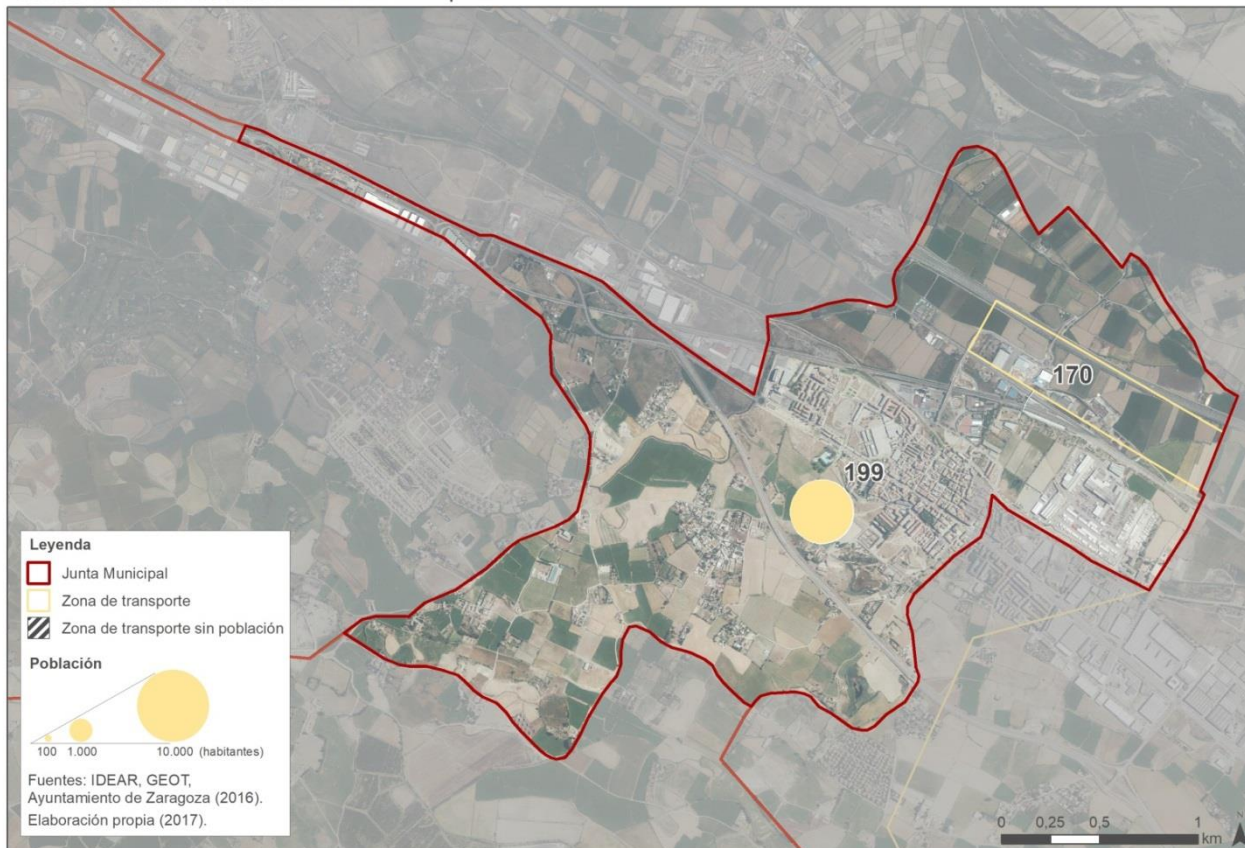 170
199
Leyenda
Junta Municipal
Zona de transporte
Zona de transporte sin población
Población
100 1.000 10.000 (habitantes)
Fuentes: IDEAR, GEOT,
Ayuntamiento de Zaragoza (2016).
Elaboración propia (2017).
0 0,25 0,5 1
km
N